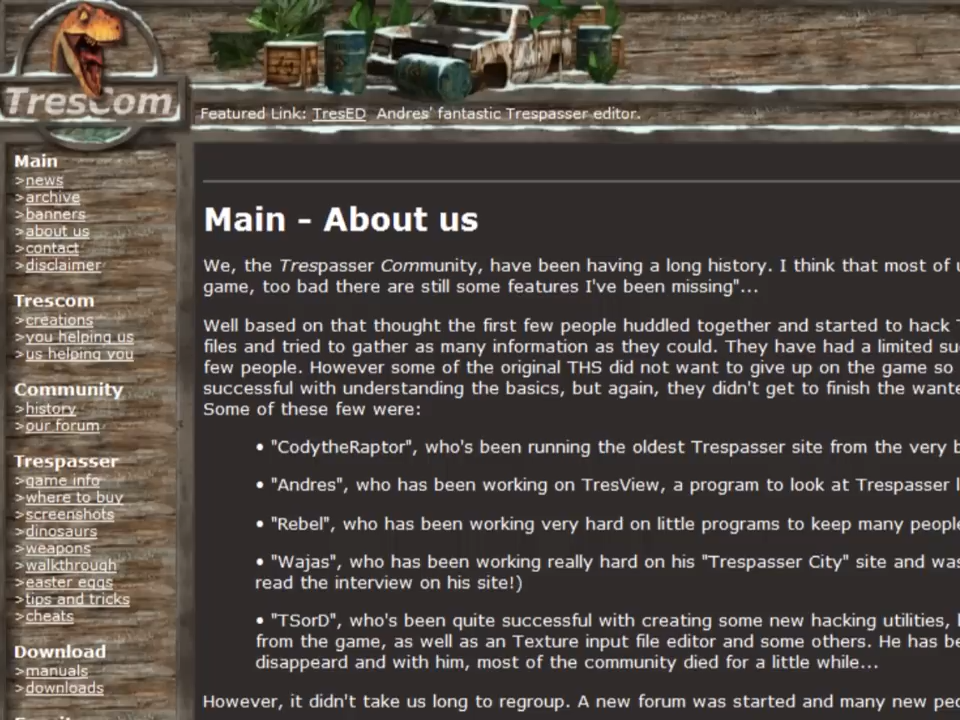 TresCom
Featured Link: TresED Andres' fantastic Trespasser editor.
Main
>news
>archive
>banners
>about us
>contact
>disclaimer
Trescom
>creations
>you helping us
>us helping you
Community
>history
>our forum
Trespasser
>game info
>where to buy
>screenshots
>dinosaurs
>weapons
>walkthrough
>easter eggs
>tips and tricks
>cheats
Download
>manuals
>downloads
Main - About us
We, the Trespasser Community, have been having a long history. I think that most of
game, too bad there are still some features I've been missing"...
Well based on that thought the first few people huddled together and started to hack
files and tried to gather as many information as they could. They have had a limited
few people. However some of the original THS did not want to give up on the game so
successful with understanding the basics, but again, they didn't get to finish the
Some of these few were:
• "CodytheRaptor", who's been running the oldest Trespasser site from the very
• "Andres", who has been working on TresView, a program to look at Trespasser
• "Rebel", who has been working very hard on little programs to keep many people
• "Wajas", who has been working really hard on his "Trespasser City" site and was
read the interview on his site!)
• "TSorD", who's been quite successful with creating some new hacking utilities,
from the game, as well as an Texture input file editor and some others. He has
disappeard and with him, most of the community died for a little while...
However, it didn't take us long to regroup. A new forum was started and many new